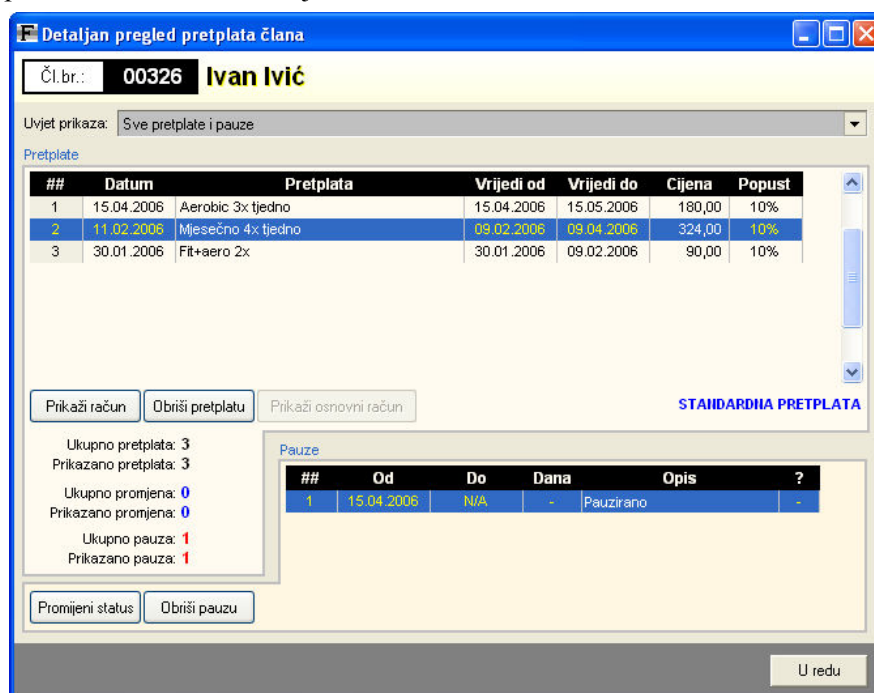 F Detaljan pregled pretplata člana
Čl.br.: 00326 Ivan Ivić
Uvjet prikaza: Sve pretplate i pauze
Pretplate
## Datum Pretplata Vrijedi od Vrijedi do Cijena Popust
1 15.04.2006 Aerobic 3x tjedno 15.04.2006 15.05.2006 180,00 10%
2 11.02.2006 Mjesečno 4x tjedno 09.02.2006 09.04.2006 324,00 10%
3 30.01.2006 Fit+aero 2x 30.01.2006 09.02.2006 90,00 10%
Prikaži račun Obriši pretplatu Prikaži osnovni račun STANDARDNA PRETPLATA
Ukupno pretplata: 3
Prikazano pretplata: 3
Ukupno promjena: 0
Prikazano promjena: 0
Ukupno pauza: 1
Prikazano pauza: 1
Pauze
## Od Do Dana Opis ?
1 15.04.2006 N/A - Pauzirano -
Promijeni status Obriši pauzu
U redu